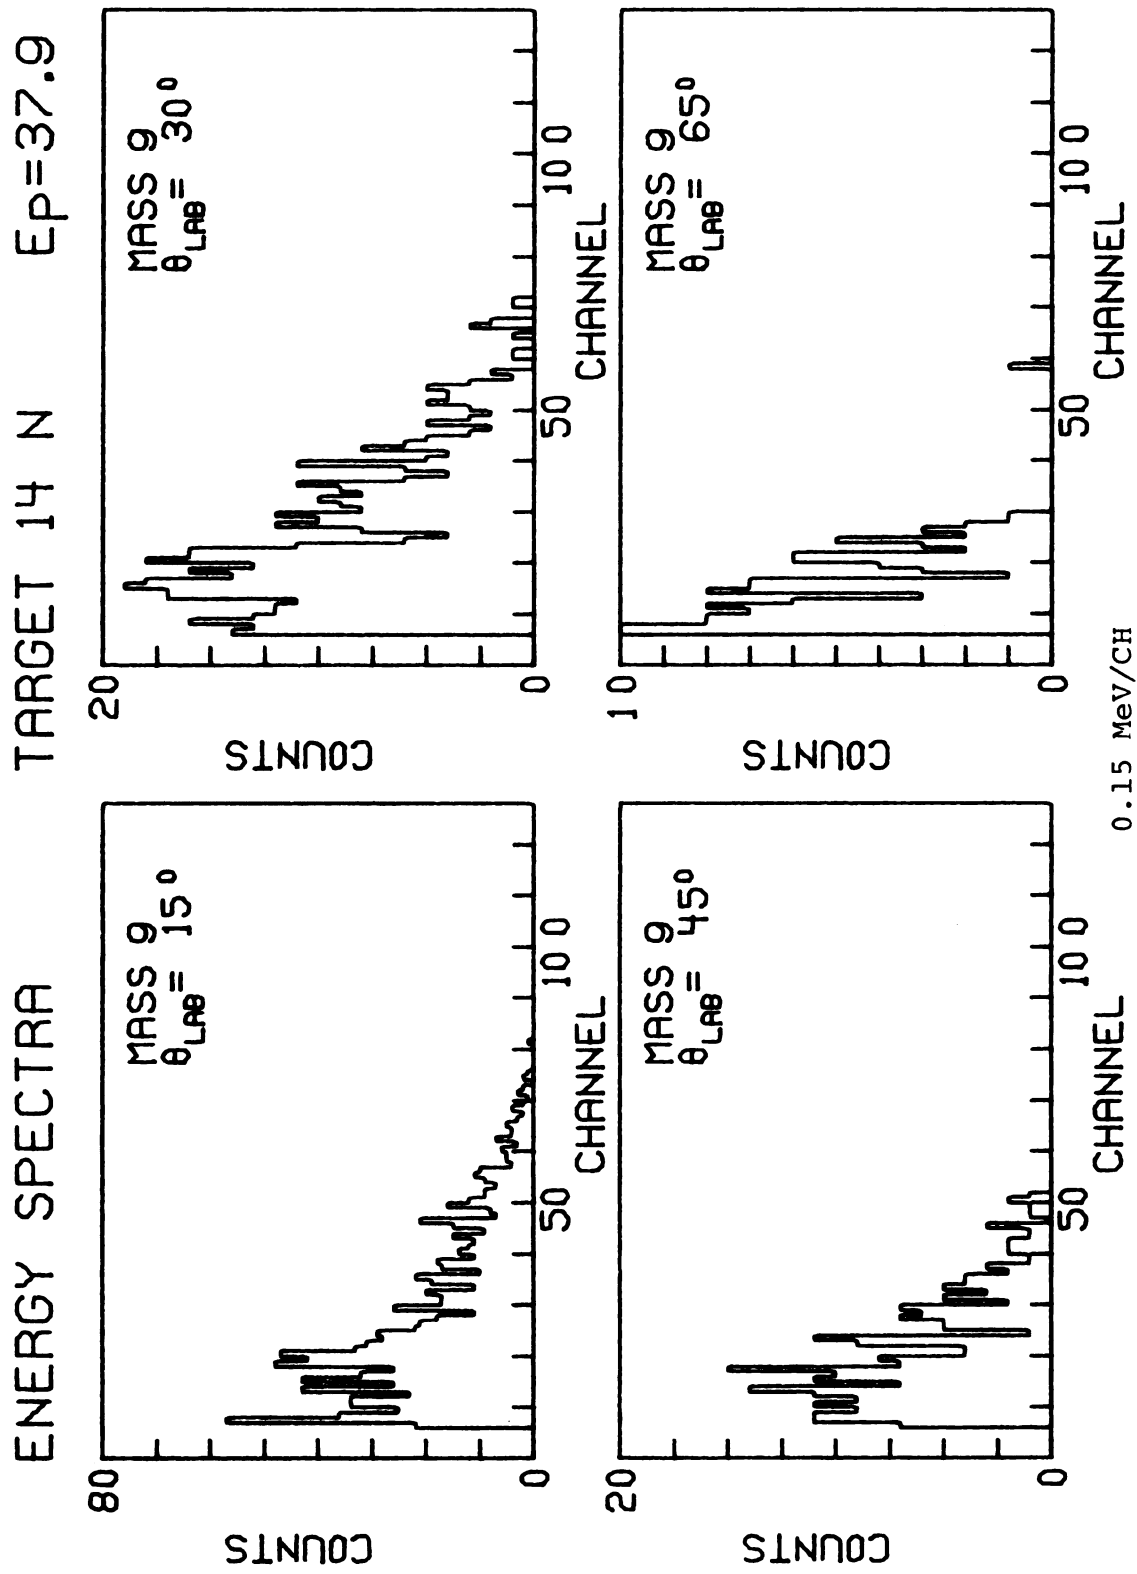 ENERGY SPECTRA TARGET 14 N Ep=37.9
80
MASS 9
θLAB= 15°
COUNTS
0
50
100
CHANNEL
20
MASS 9
θLAB= 30°
COUNTS
0
50
100
CHANNEL
20
MASS 9
θLAB= 45°
COUNTS
0
50
100
CHANNEL
10
MASS 9
θLAB= 65°
COUNTS
0
50
100
CHANNEL
0.15 MeV/CH